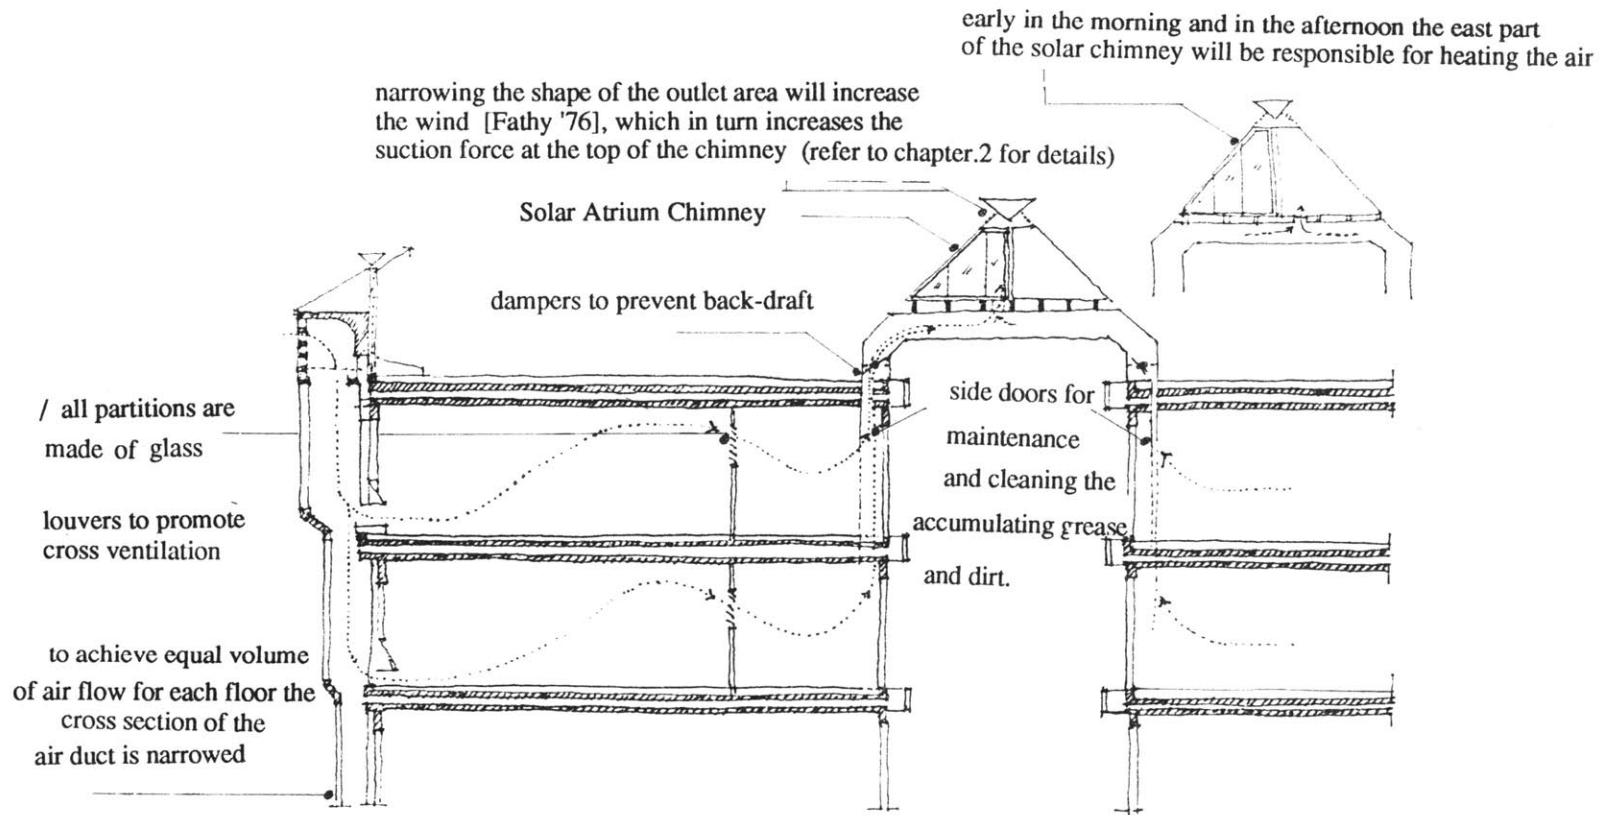 early in the morning and in the afternoon the east part
of the solar chimney will be responsible for heating the air
narrowing the shape of the outlet area will increase
the wind [Fathy '76], which in turn increases the
suction force at the top of the chimney (refer to chapter.2 for details)
Solar Atrium Chimney
dampers to prevent back-draft
/ all partitions are
made of glass
side doors for
maintenance
and cleaning the
accumulating grease
and dirt.
louvers to promote
cross ventilation
to achieve equal volume
of air flow for each floor the
cross section of the
air duct is narrowed